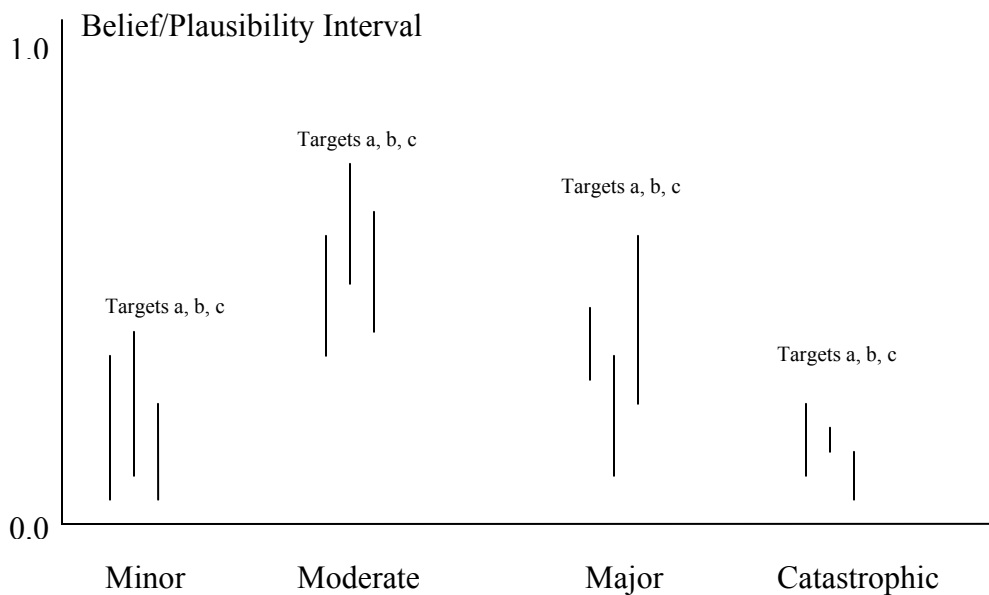 Belief/Plausibility Interval
1.0
Targets a, b, c
Targets a, b, c
Targets a, b, c
Targets a, b, c
0.0
Minor Moderate Major Catastrophic